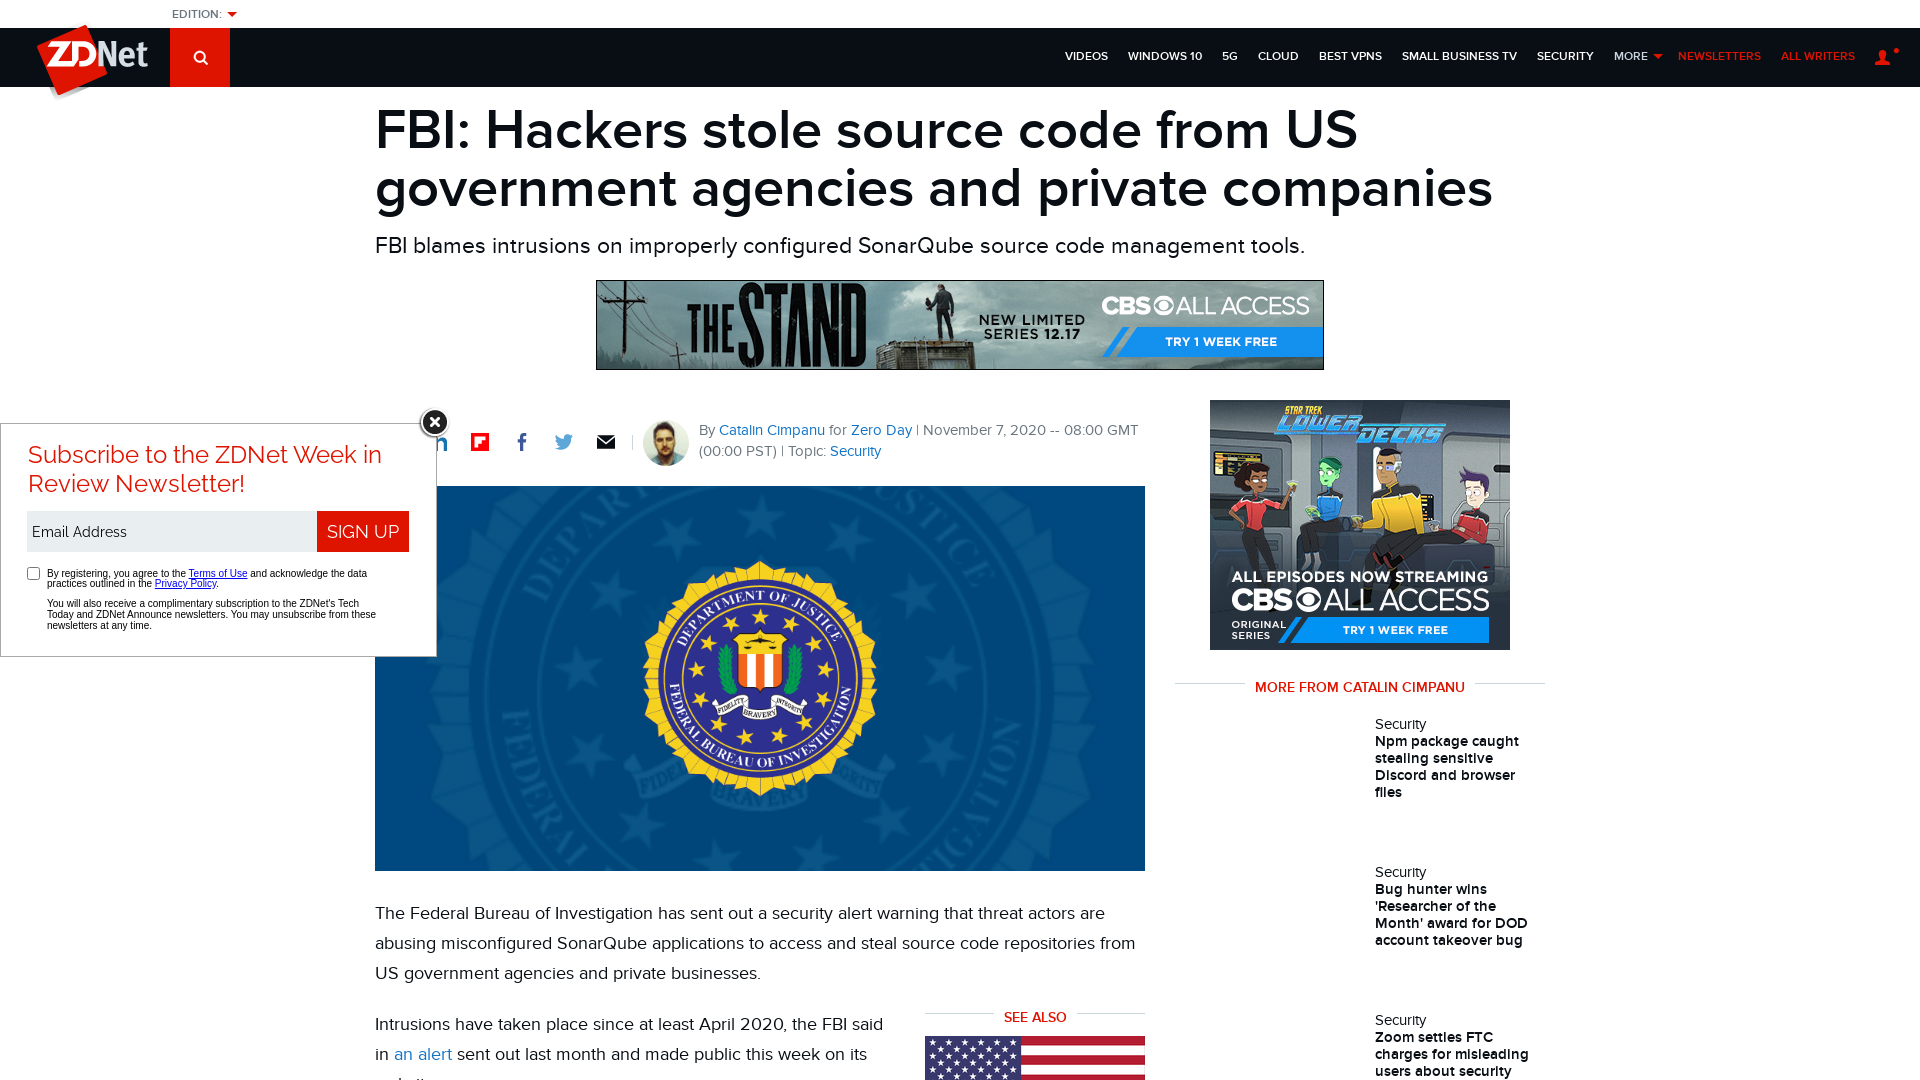 EDITION:
ZDNet
VIDEOS
WINDOWS 10
5G
CLOUD
BEST VPNS
SMALL BUSINESS TV
SECURITY
MORE
NEWSLETTERS
ALL WRITERS
FBI: Hackers stole source code from US
government agencies and private companies
FBI blames intrusions on improperly configured SonarQube source code management tools.
THE STAND
NEW LIMITED
SERIES 12.17
CBS ALL ACCESS
TRY 1 WEEK FREE
By Catalin Cimpanu for Zero Day | November 7, 2020 -- 08:00 GMT
(00:00 PST) | Topic: Security
Subscribe to the ZDNet Week in
Review Newsletter!
Email Address
SIGN UP
By registering, you agree to the Terms of Use and acknowledge the data
practices outlined in the Privacy Policy.
You will also receive a complimentary subscription to the ZDNet's Tech
Today and ZDNet Announce newsletters. You may unsubscribe from these
newsletters at any time.
DEPARTMENT OF JUSTICE
FIDELITY BRAVERY INTEGRITY
FEDERAL BUREAU OF INVESTIGATION
STAR TREK
LOWER DECKS
ALL EPISODES NOW STREAMING
CBS ALL ACCESS
ORIGINAL
SERIES
TRY 1 WEEK FREE
The Federal Bureau of Investigation has sent out a security alert warning that threat actors are
abusing misconfigured SonarQube applications to access and steal source code repositories from
US government agencies and private businesses.
Intrusions have taken place since at least April 2020, the FBI said
in an alert sent out last month and made public this week on its
SEE ALSO
MORE FROM CATALIN CIMPANU
Security
Npm package caught
stealing sensitive
Discord and browser
files
Security
Bug hunter wins
'Researcher of the
Month' award for DOD
account takeover bug
Security
Zoom settles FTC
charges for misleading
users about security